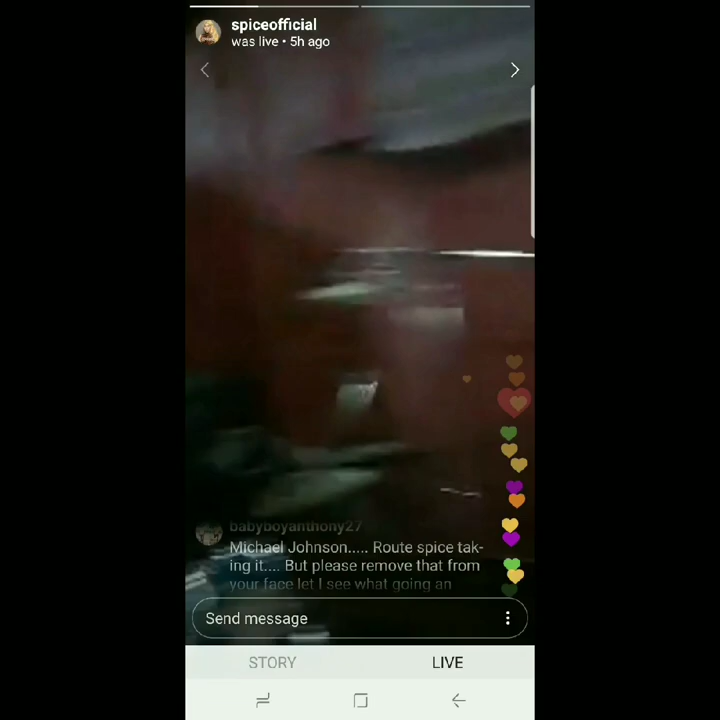 spiceofficial
was live • 5h ago
babyboyanthony27
Michael Johnson..... Route spice tak-
ing it.... But please remove that from
your face let I see what going an
Send message
STORY LIVE